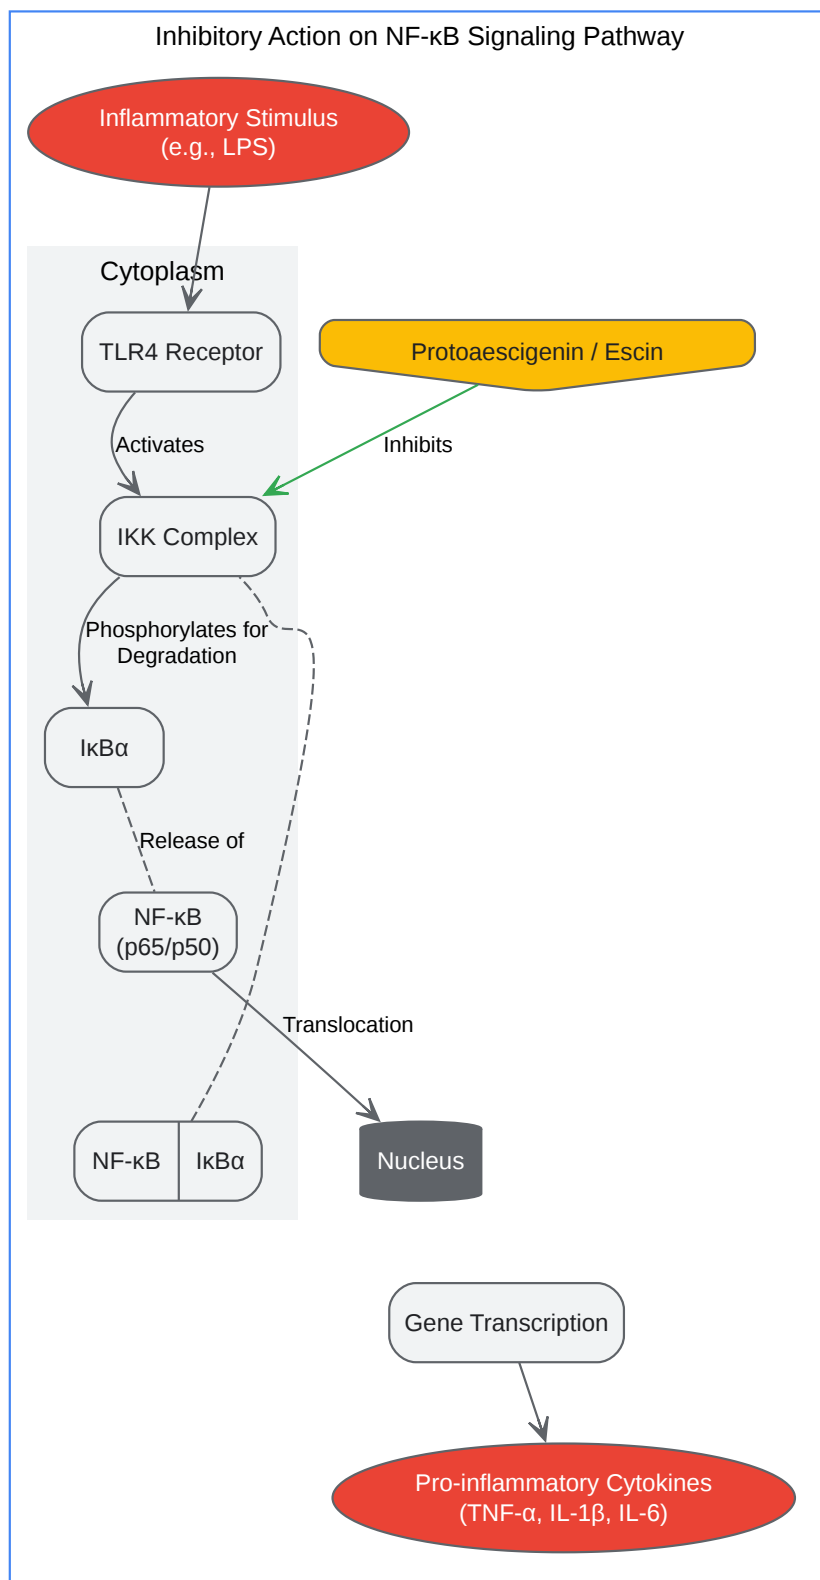 Inhibitory Action on NF-κB Signaling Pathway
Inflammatory Stimulus
(e.g., LPS)
Cytoplasm
TLR4 Receptor
Protoaescigenin / Escin
Activates
Inhibits
IKK Complex
Phosphorylates for
Degradation
IκBα
Release of
NF-κB
(p65/p50)
Translocation
NF-κB
IκBα
Nucleus
Gene Transcription
Pro-inflammatory Cytokines
(TNF-α, IL-1β, IL-6)